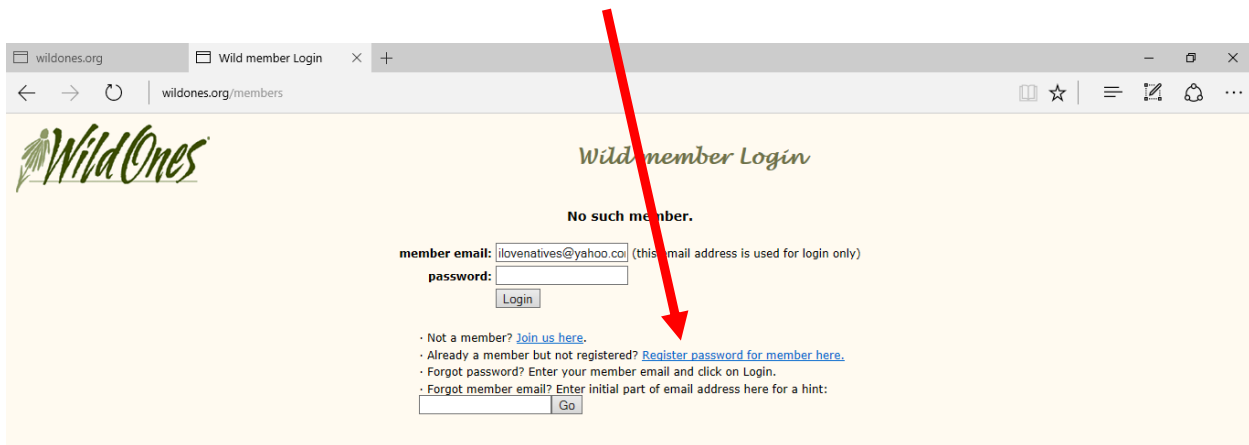 wildones.org Wild member Login
wildones.org/members
Wild Ones
Wild member Login
No such member.
member email: ilovenatives@yahoo.co (this email address is used for login only)
password:
Login
· Not a member? Join us here.
· Already a member but not registered? Register password for member here.
· Forgot password? Enter your member email and click on Login.
· Forgot member email? Enter initial part of email address here for a hint:
Go